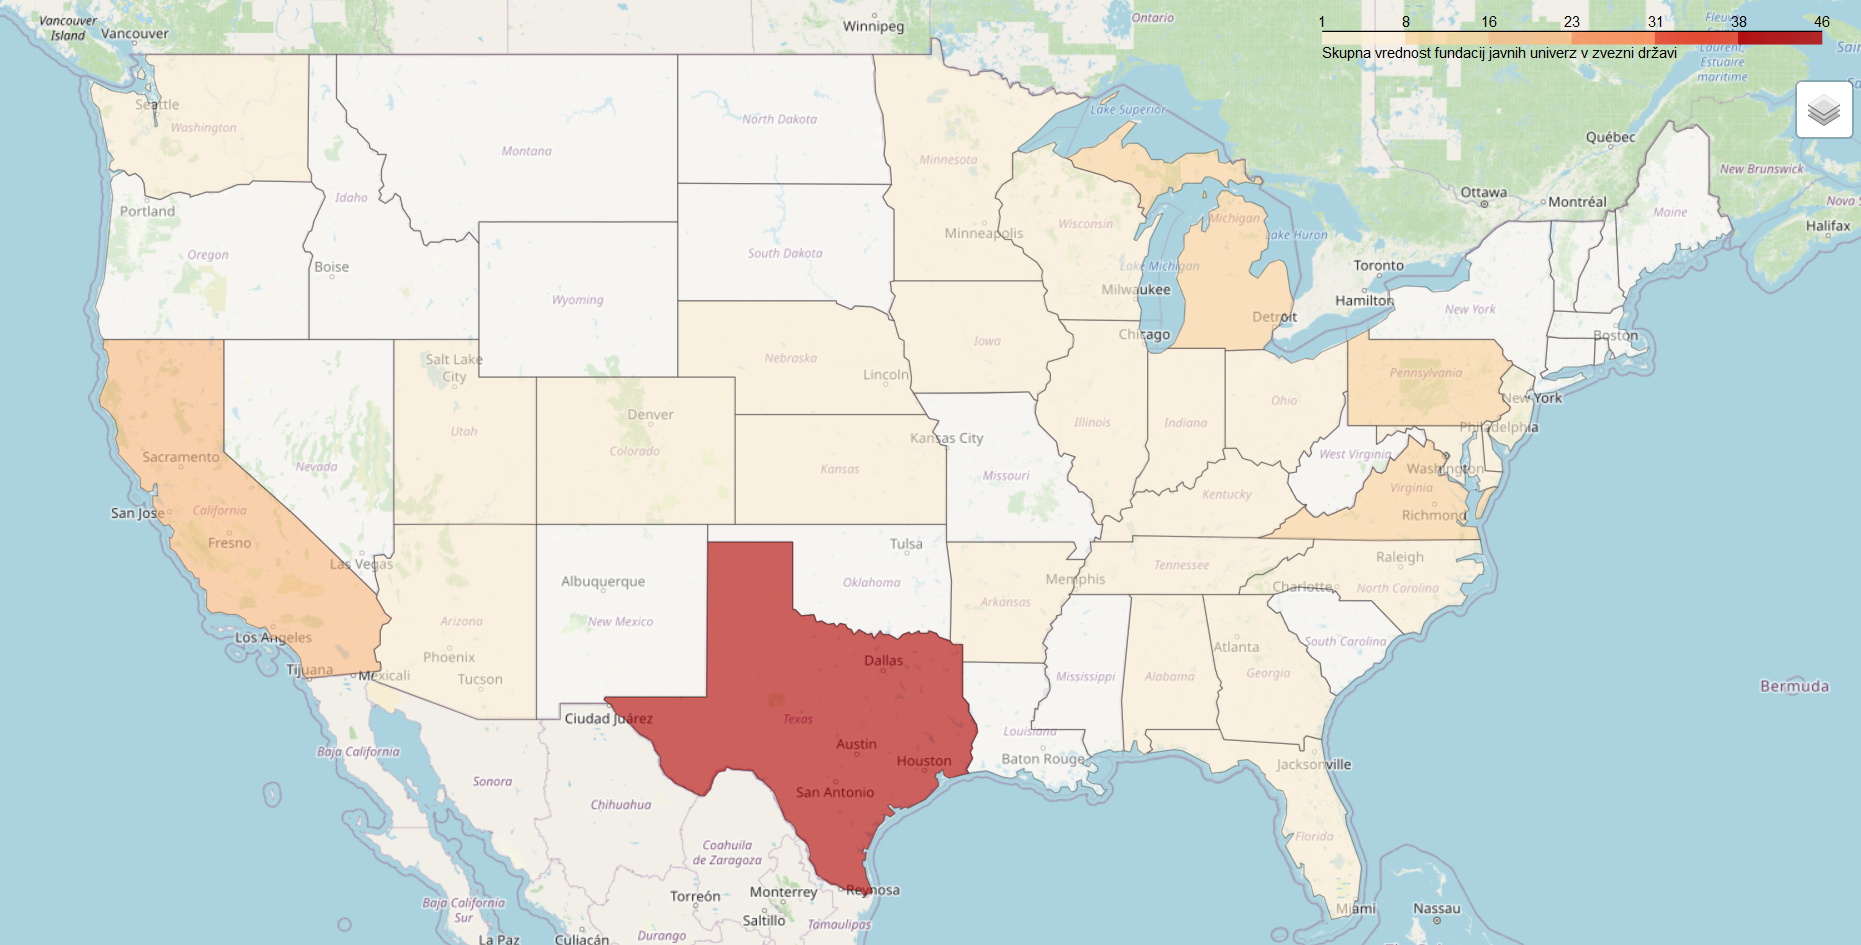 1 8 16 23 31 38 46
Skupna vrednost fundacij javnih univerz v zvezni državi
Vancouver
Island
Vancouver
Winnipeg
Ontario
Seattle
Washington
Montana
North Dakota
Minnesota
Lake Superior
Québec
New Brunswick
Laurent,
Estuaire
maritime
Idaho
Portland
Ottawa
Montréal
Maine
Halifax
Oregon
Boise
South Dakota
Minneapolis
Wisconsin
Michigan
Lake Huron
Toronto
Wyoming
Lake Michigan
Milwaukee
Hamilton
New York
Detroit
Chicago
Boston
Salt Lake
City
Nebraska
Iowa
Lincoln
Pennsylvania
New York
Ohio
Denver
Utah
Colorado
Illinois
Indiana
Philadelphia
Kansas City
Sacramento
Nevada
Kansas
Missouri
West Virginia
Washington
Kentucky
Virginia
Richmond
San Jose
California
Fresno
Las Vegas
Tulsa
Albuquerque
Oklahoma
Memphis
Tennessee
Raleigh
Charlotte
North Carolina
Arkansas
Arizona
New Mexico
Los Angeles
Phoenix
Tucson
Dallas
Tijuana
Mexicali
Mississippi
Alabama
Atlanta
Georgia
South Carolina
Bermuda
Ciudad Juárez
Texas
Louisiana
Austin
Houston
Baton Rouge
Jacksonville
Baja California
Sonora
Chihuahua
San Antonio
Florida
Coahuila
de Zaragoza
Torreón
Monterrey
Reynosa
Saltillo
Tamaulipas
Baja California
Sur
La Paz
Culiacán
Durango
Miami
Nassau